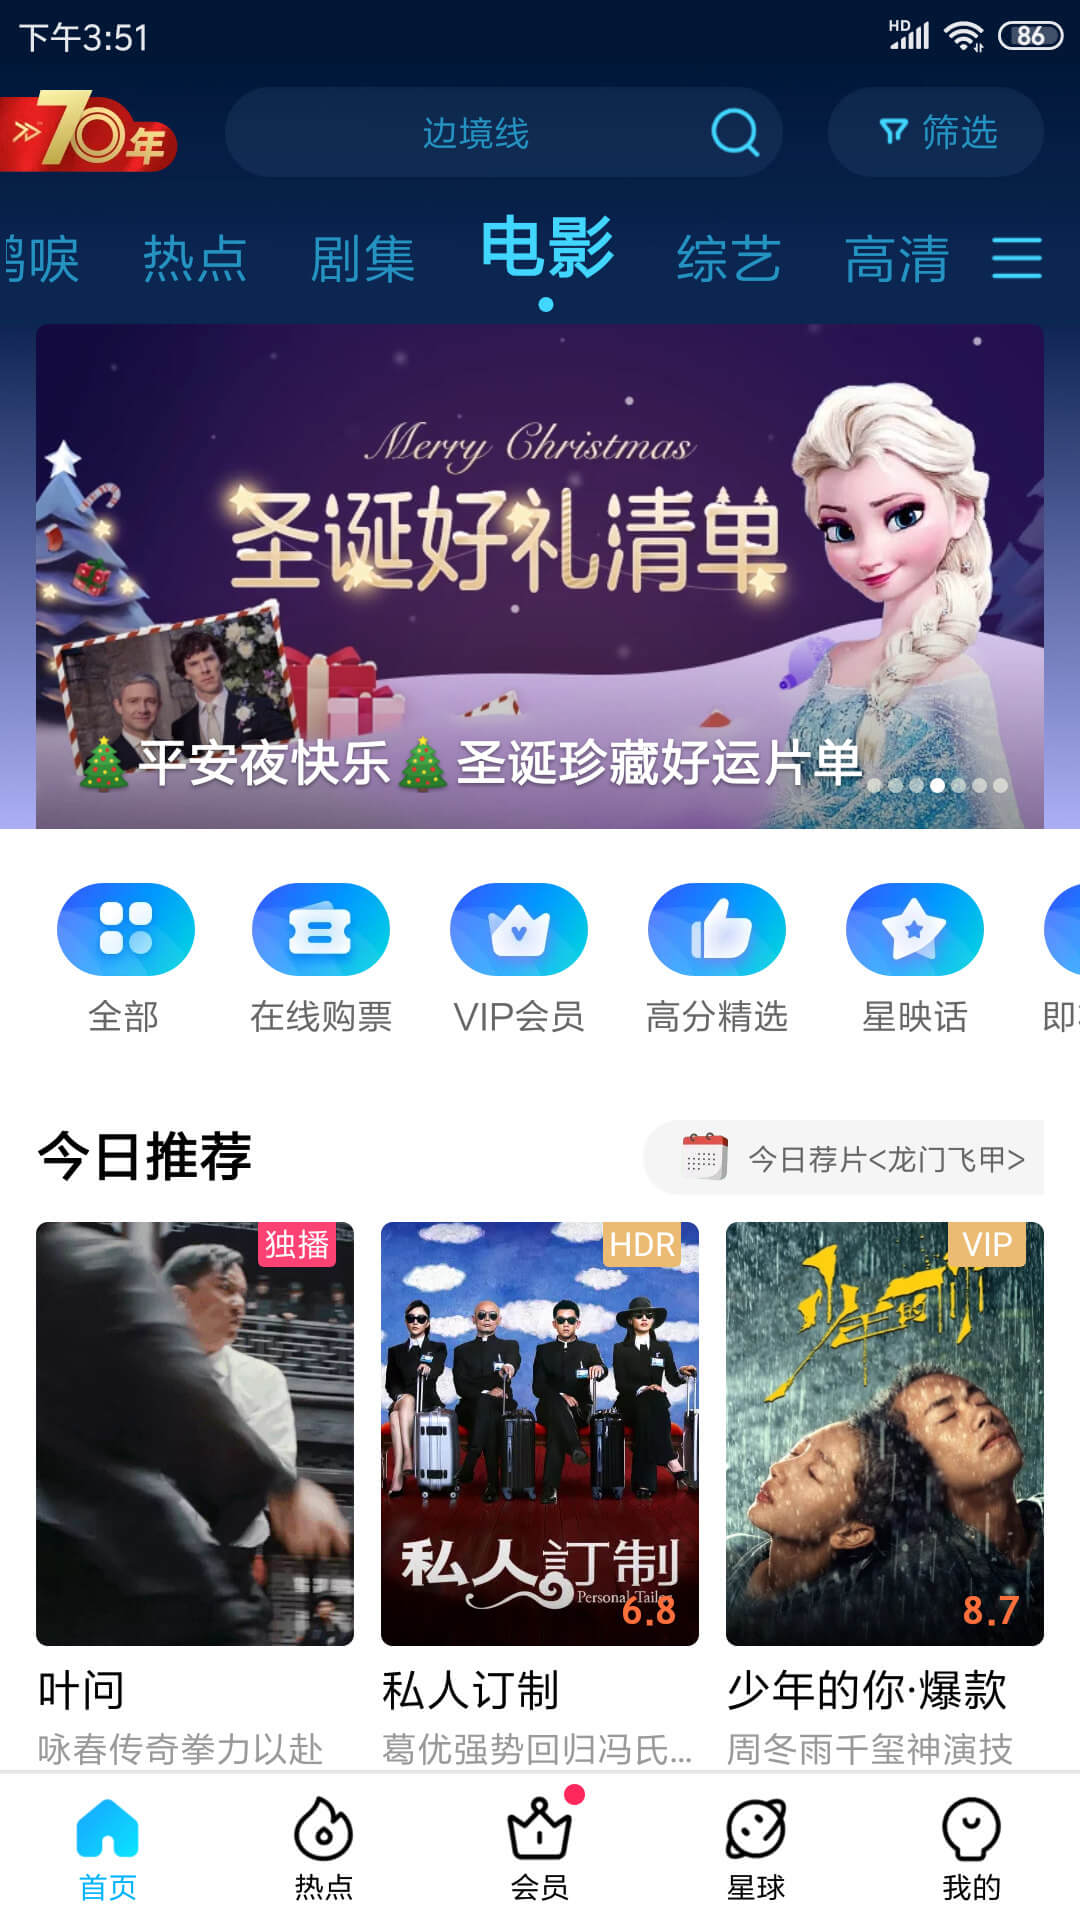 下午3:51
HD
86
70年
边境线
筛选
唳
热点
剧集
电影
综艺
高清
Merry Christmas
圣诞好礼清单
🎄平安夜快乐🎄圣诞珍藏好运片单
全部
在线购票
VIP会员
高分精选
星映话
即
今日推荐
今日荐片<龙门飞甲>
独播
HDR
私人訂制
Personal Tailor
6.8
VIP
少年的你
8.7
叶问
私人订制
少年的你·爆款
咏春传奇拳力以赴
葛优强势回归冯氏...
周冬雨千玺神演技
首页
热点
会员
星球
我的